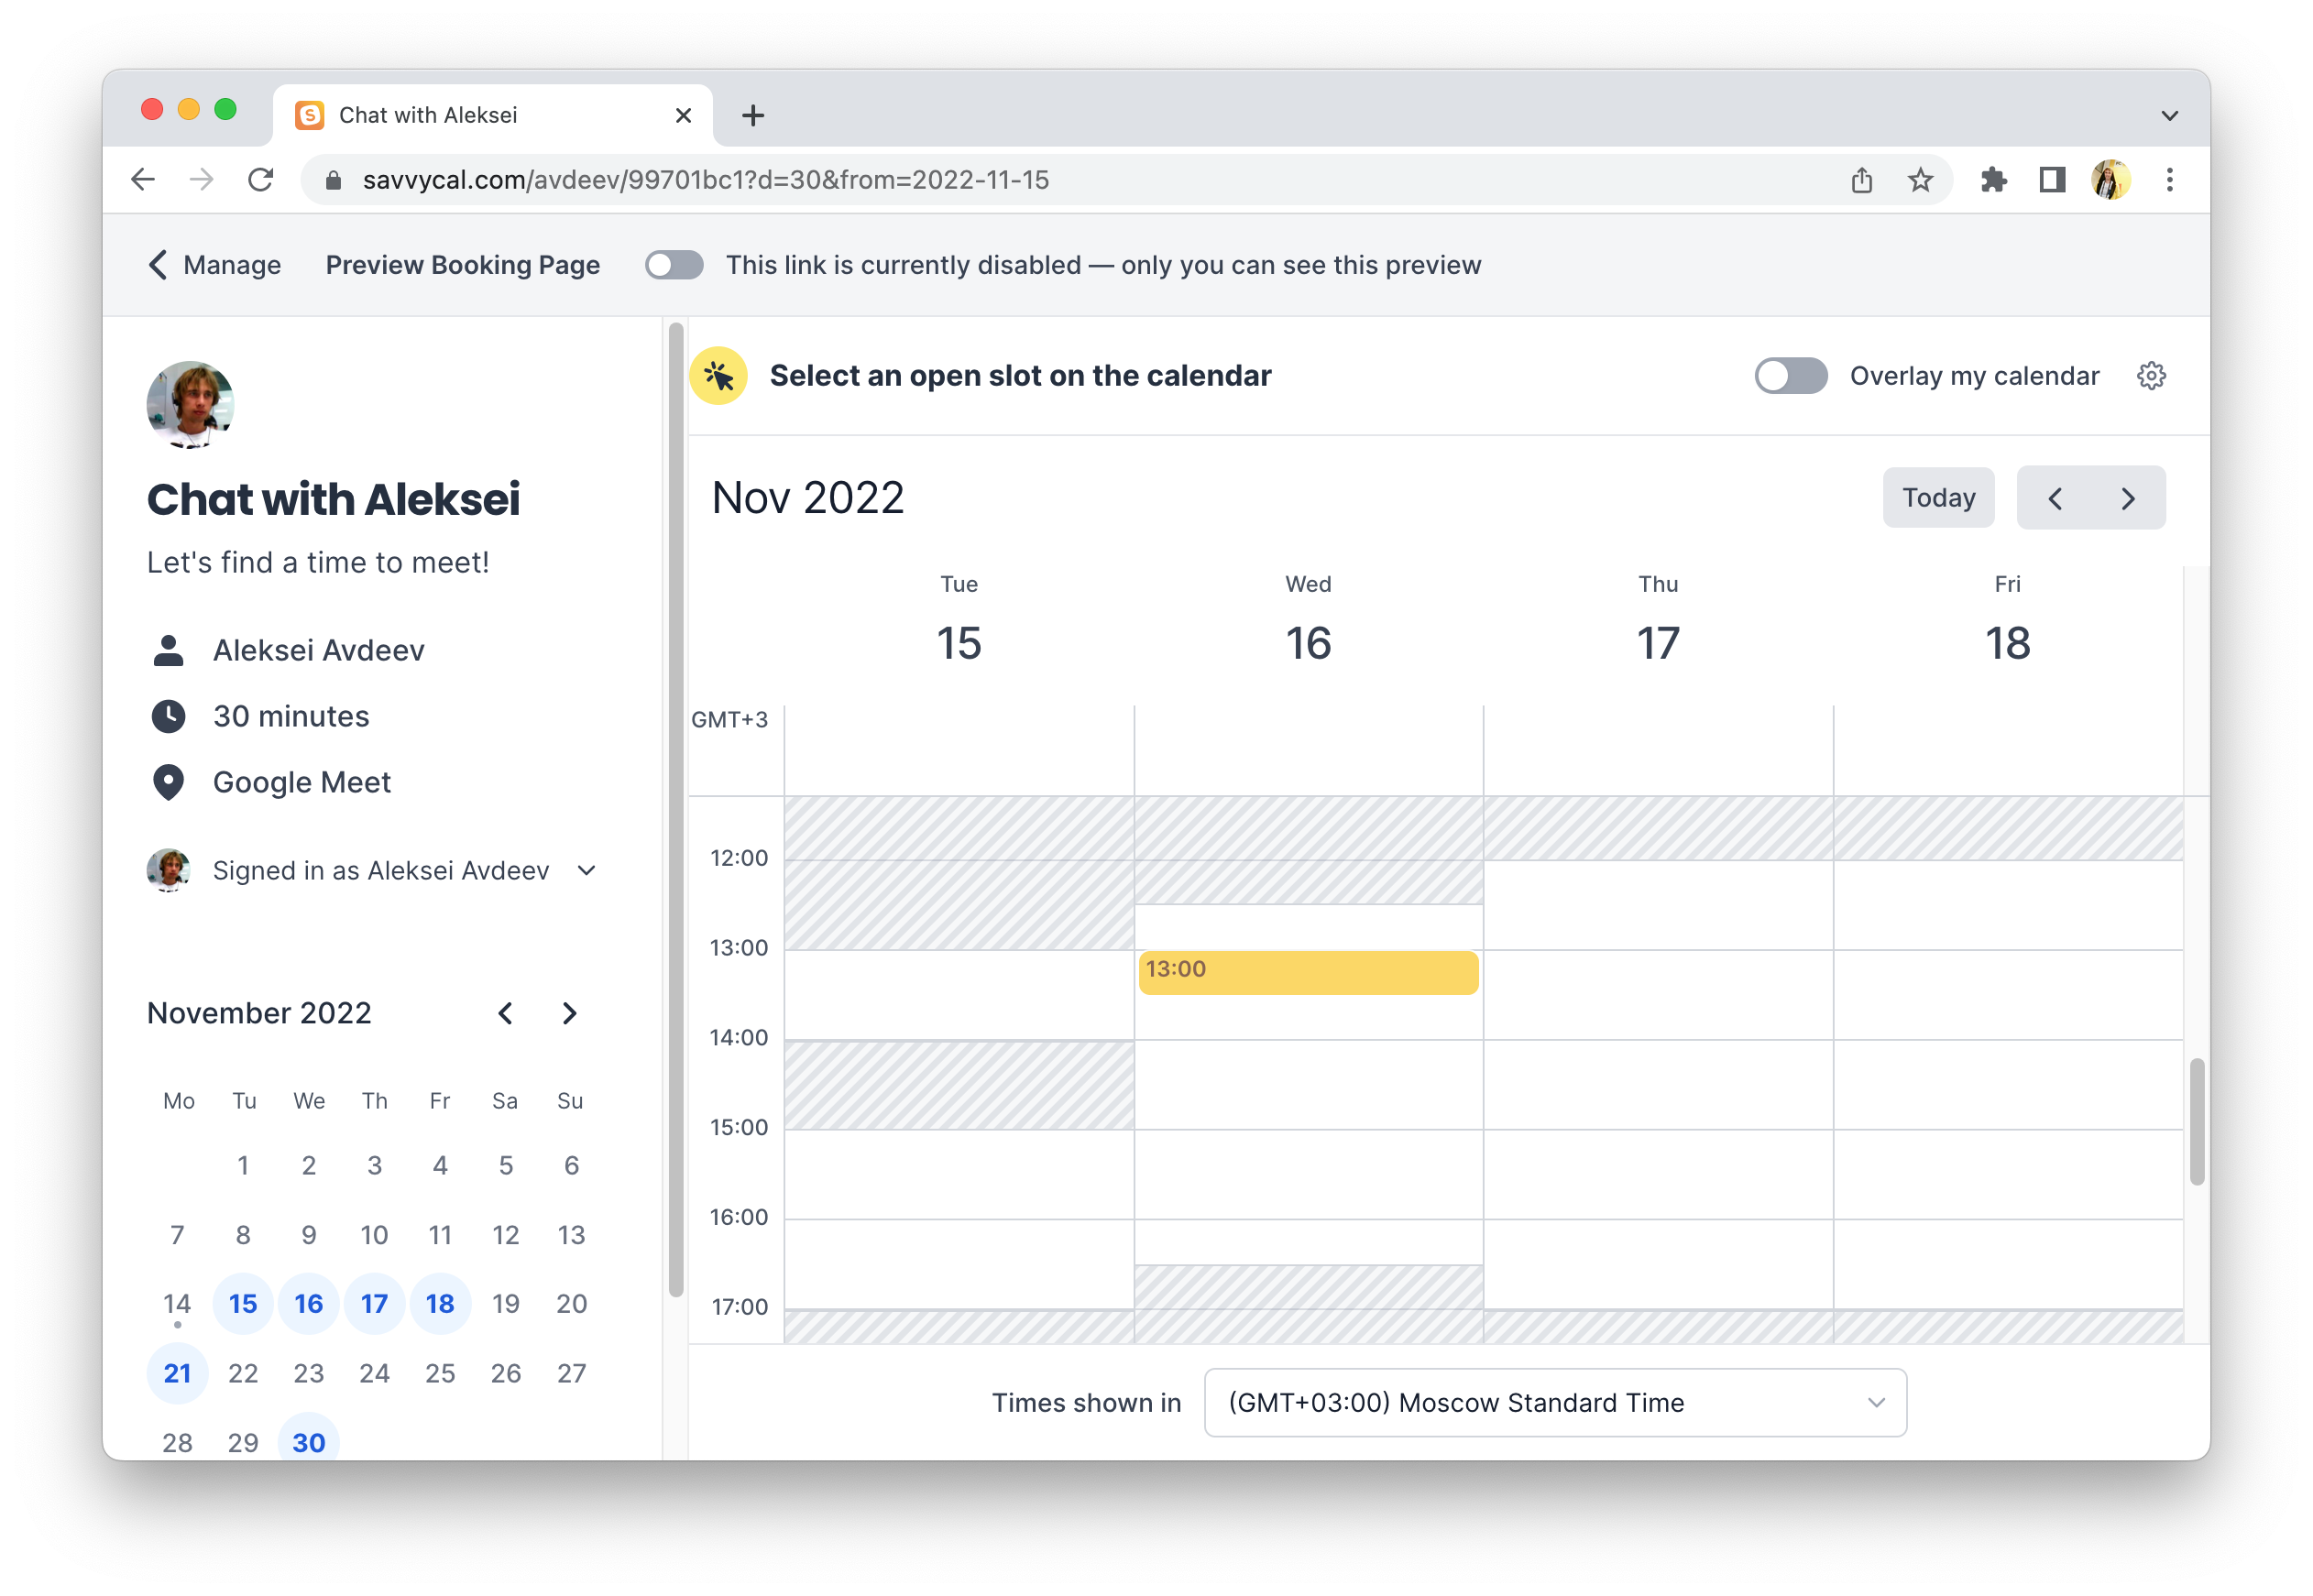 Chat with Aleksei
savvycal.com/avdeev/99701bc1?d=30&from=2022-11-15
Manage
Preview Booking Page
This link is currently disabled — only you can see this preview
Chat with Aleksei
Let's find a time to meet!
Aleksei Avdeev
30 minutes
Google Meet
Signed in as Aleksei Avdeev
November 2022
Mo Tu We Th Fr Sa Su
1 2 3 4 5 6
7 8 9 10 11 12 13
14 15 16 17 18 19 20
21 22 23 24 25 26 27
28 29 30
Select an open slot on the calendar
Overlay my calendar
Nov 2022
Today
Tue Wed Thu Fri
15 16 17 18
GMT+3
12:00
13:00
13:00
14:00
15:00
16:00
17:00
Times shown in
(GMT+03:00) Moscow Standard Time